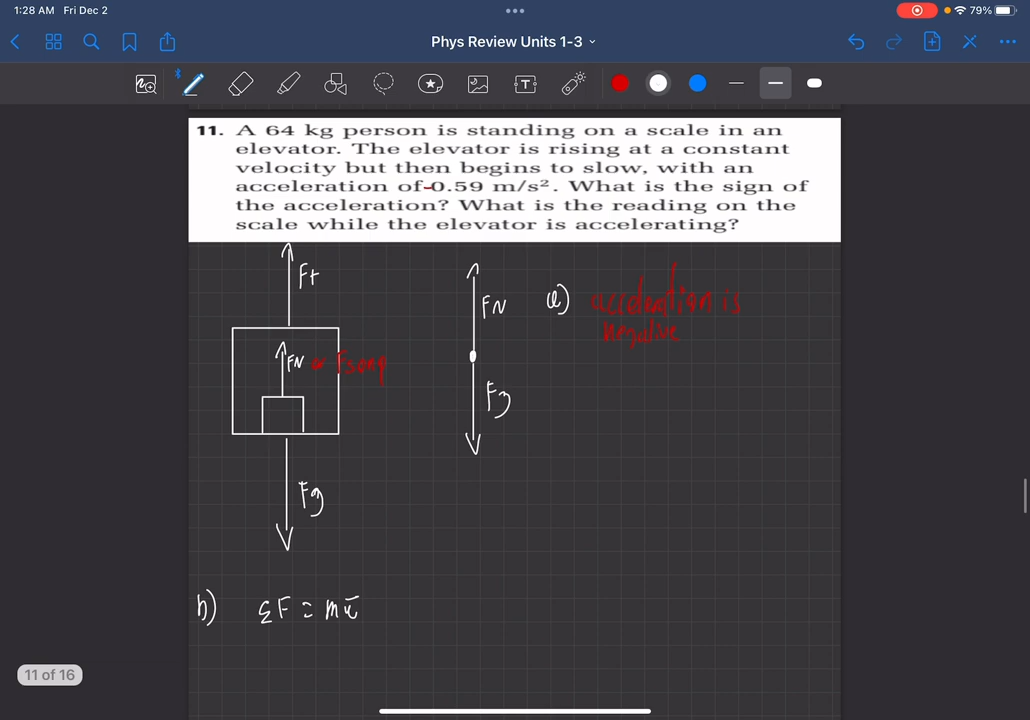 1:28 AM Fri Dec 2
79%
Phys Review Units 1-3
11. A 64 kg person is standing on a scale in an
elevator. The elevator is rising at a constant
velocity but then begins to slow, with an
acceleration of -0.59 m/s². What is the sign of
the acceleration? What is the reading on the
scale while the elevator is accelerating?
Ft
FN
a) acceleration is
negative
FN or
Fg
Fg
b) ΣF = m
11 of 16